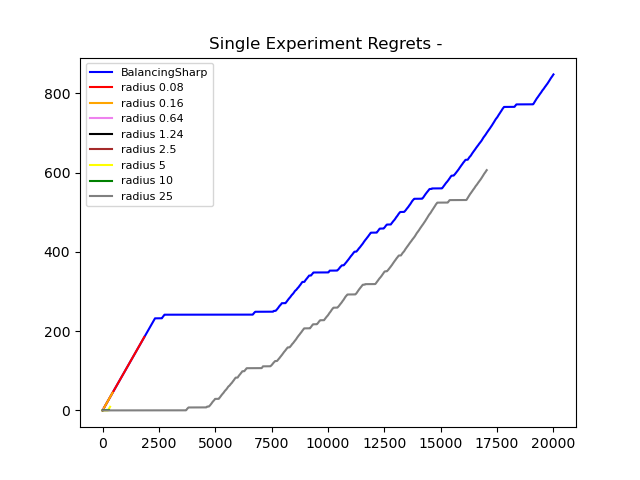 Single Experiment Regrets -
BalancingSharp
radius 0.08
radius 0.16
radius 0.64
radius 1.24
radius 2.5
radius 5
radius 10
radius 25
800
600
400
200
0
0 2500 5000 7500 10000 12500 15000 17500 20000